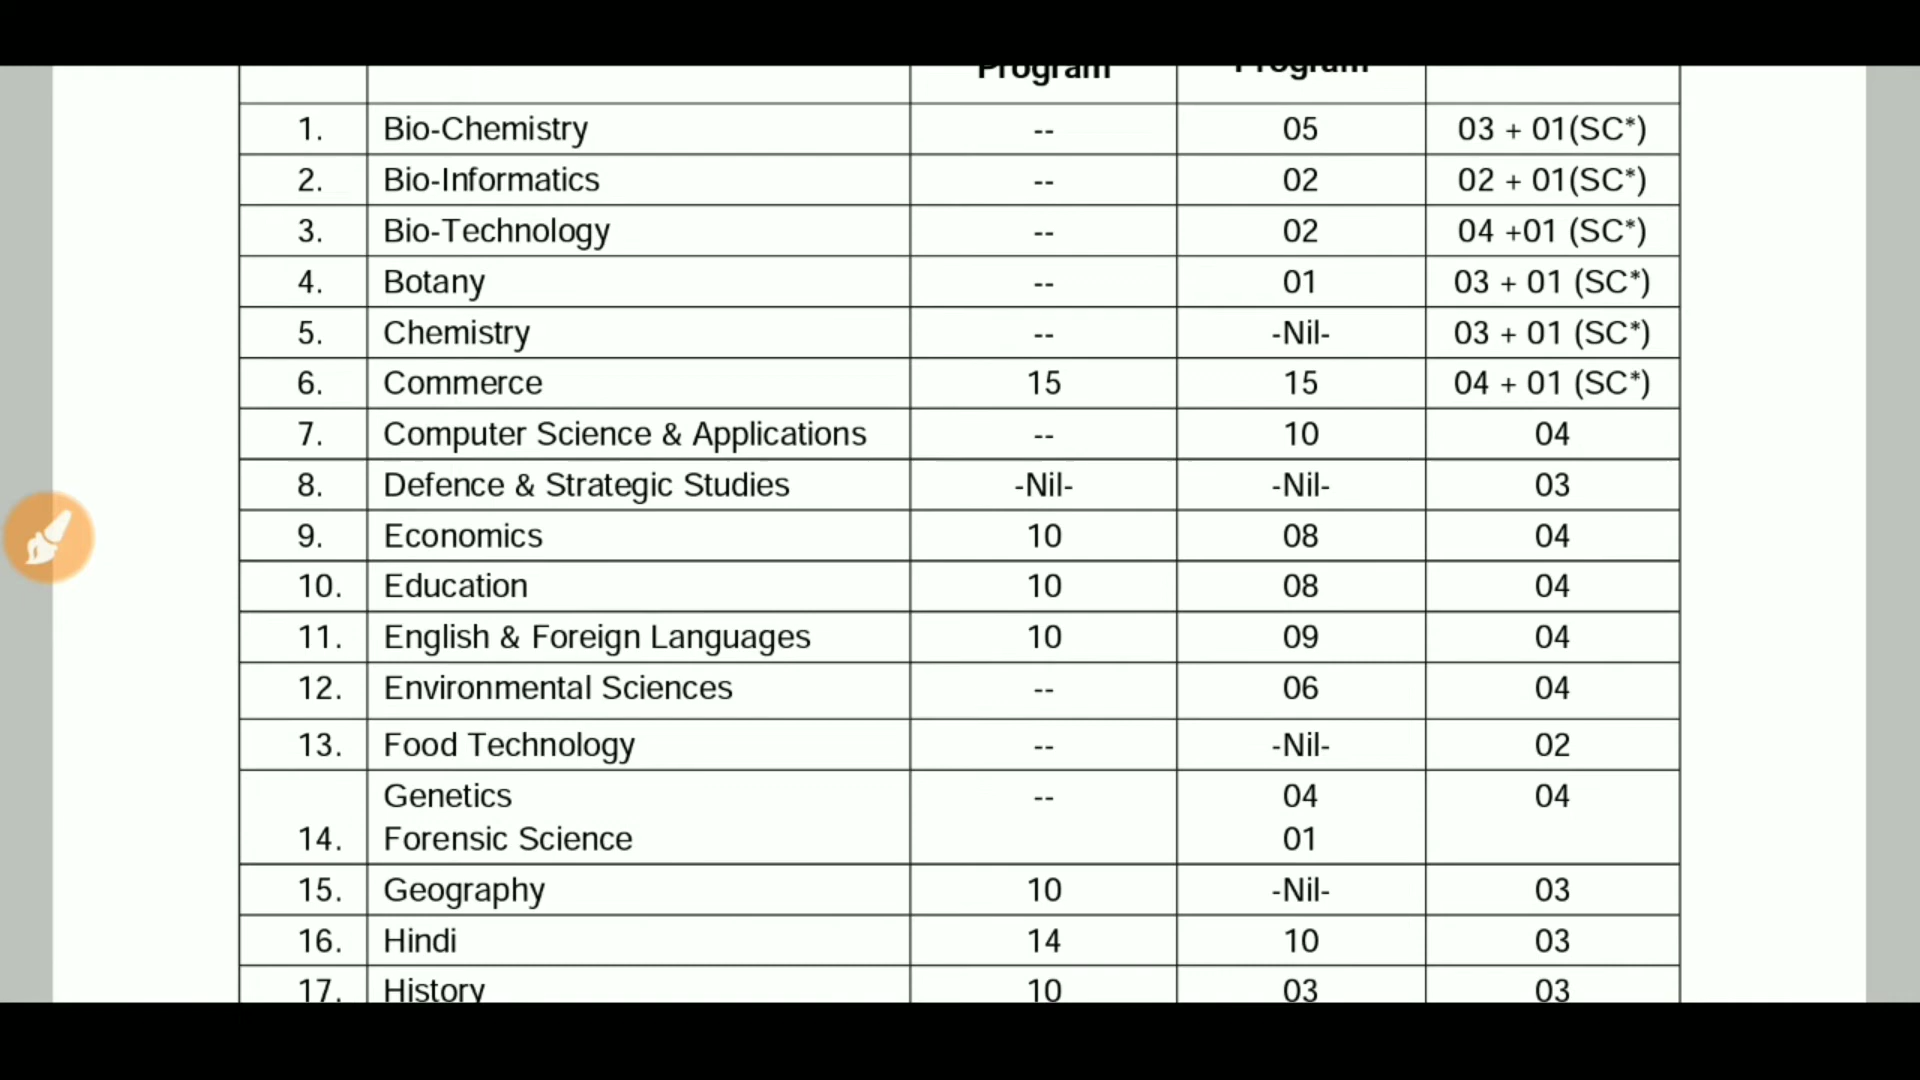 Program Program
1. Bio-Chemistry -- 05 03 + 01(SC*)
2. Bio-Informatics -- 02 02 + 01(SC*)
3. Bio-Technology -- 02 04 +01 (SC*)
4. Botany -- 01 03 + 01 (SC*)
5. Chemistry -- -Nil- 03 + 01 (SC*)
6. Commerce 15 15 04 + 01 (SC*)
7. Computer Science & Applications -- 10 04
8. Defence & Strategic Studies -Nil- -Nil- 03
9. Economics 10 08 04
10. Education 10 08 04
11. English & Foreign Languages 10 09 04
12. Environmental Sciences -- 06 04
13. Food Technology -- -Nil- 02
Genetics -- 04 04
14. Forensic Science 01
15. Geography 10 -Nil- 03
16. Hindi 14 10 03
17. History 10 03 03